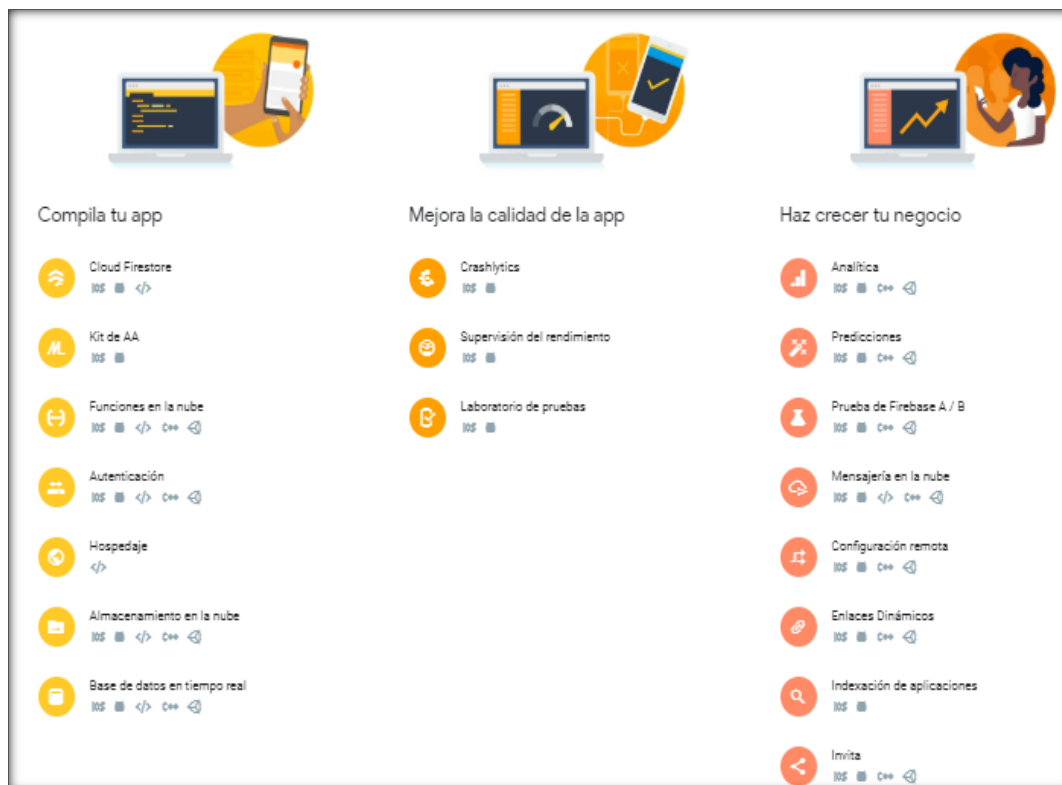 Compila tu app
Cloud Firestore
iOS </>
Kit de AA
iOS
Funciones en la nube
iOS </> C++
Autenticación
iOS </> C++
Hospedaje
</>
Almacenamiento en la nube
iOS </> C++
Base de datos en tiempo real
iOS </> C++
Mejora la calidad de la app
Crashlytics
iOS
Supervisión del rendimiento
iOS
Laboratorio de pruebas
iOS
Haz crecer tu negocio
Analítica
iOS C++
Predicciones
iOS C++
Prueba de Firebase A / B
iOS C++
Mensajería en la nube
iOS </> C++
Configuración remota
iOS C++
Enlaces Dinámicos
iOS C++
Indexación de aplicaciones
iOS
Invita
iOS C++